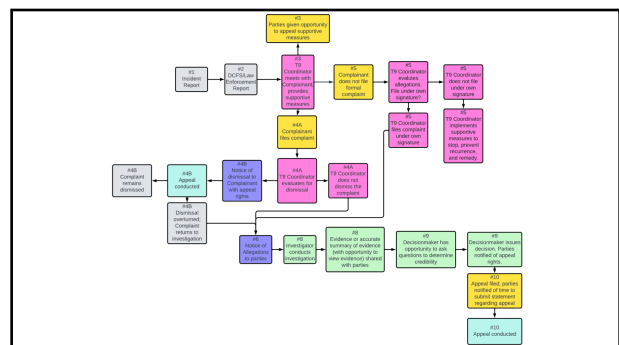 #3
Parties given opportunity
to appeal supportive
measures
#1
Incident
Report
#2
DCFS/Law
Enforcement
Report
#3
T9
Coordinator
meets with
Complainant,
provides
supportive
measures
#5
Complainant
does not file
formal
complaint
#5
T9 Coordinator
evalutes
allegations.
File under own
signature?
#5
T9 Coordinator
does not file
under own
signature
#4A
Complainant
files complaint
#5
T9 Coordinator
files complaint
under own
signature
#5
T9 Coordinator
implements
supportive
measures to
stop, prevent
recurrence,
and remedy.
#4B
Complaint
remains
dismissed
#4B
Appeal
conducted
#4B
Notice of
dismissal to
Complainant
with appeal
rights
#4A
T9 Coordinator
evaluates for
dismissal
#4A
T9 Coordinator
does not
dismiss the
complaint
#4B
Dismissal
overturned;
Complaint
returns to
investigation
#6
Notice of
Allegations
to parties
#8
Investigator
conducts
investigation
#8
Evidence or accurate
summary of evidence
(with opportunity to
view evidence) shared
with parties
#9
Decisionmaker has
opportunity to ask
questions to determine
credibility
#9
Decisionmaker issues
decision. Parties
notified of appeal
rights.
#10
Appeal filed; parties
notified of time to
submit statement
regarding appeal
#10
Appeal conducted